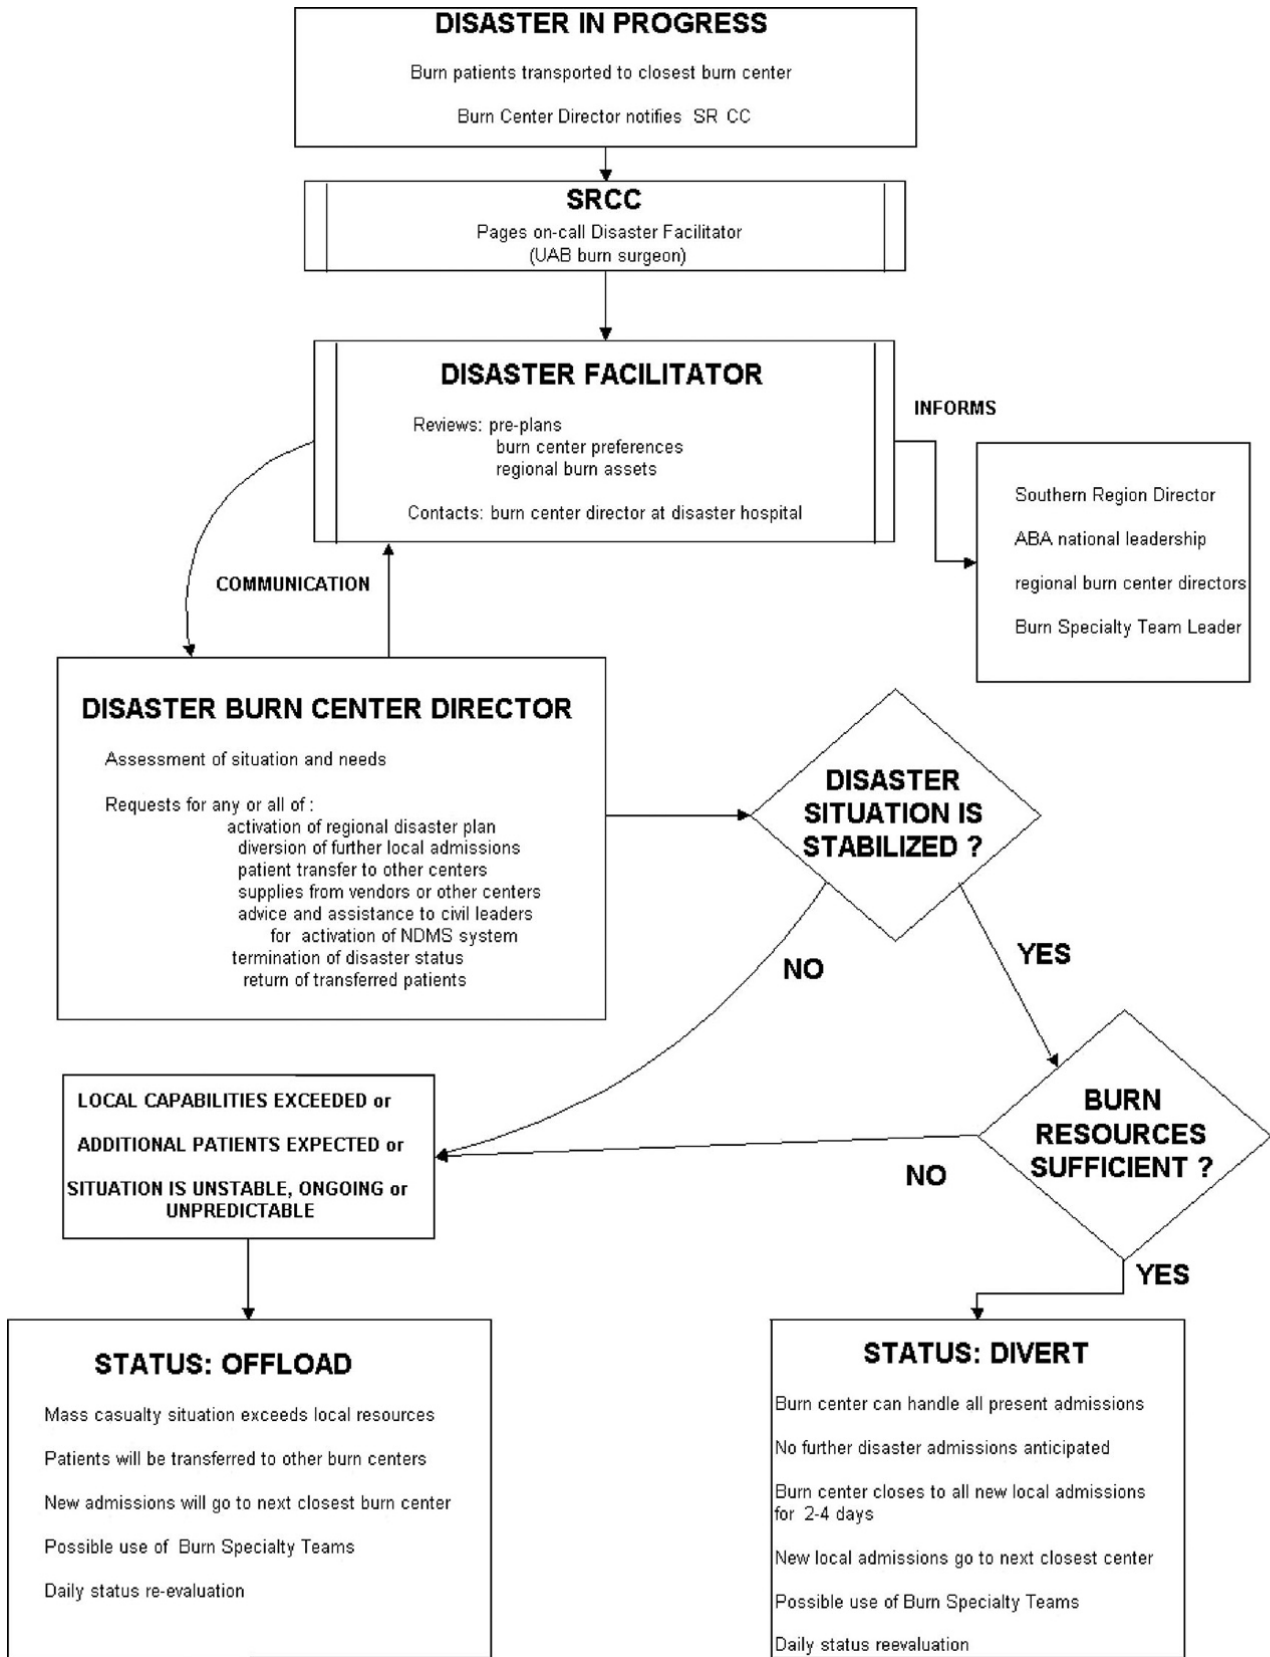 DISASTER IN PROGRESS
Burn patients transported to closest burn center
Burn Center Director notifies SR CC
SRCC
Pages on-call Disaster Facilitator
(UAB burn surgeon)
DISASTER FACILITATOR
Reviews: pre-plans
burn center preferences
regional burn assets
Contacts: burn center director at disaster hospital
INFORMS
Southern Region Director
ABA national leadership
regional burn center directors
Burn Specialty Team Leader
COMMUNICATION
DISASTER BURN CENTER DIRECTOR
Assessment of situation and needs
Requests for any or all of :
activation of regional disaster plan
diversion of further local admissions
patient transfer to other centers
supplies from vendors or other centers
advice and assistance to civil leaders
for activation of NDMS system
termination of disaster status
return of transferred patients
DISASTER
SITUATION IS
STABILIZED ?
NO
YES
BURN
RESOURCES
SUFFICIENT ?
NO
YES
LOCAL CAPABILITIES EXCEEDED or
ADDITIONAL PATIENTS EXPECTED or
SITUATION IS UNSTABLE, ONGOING or
UNPREDICTABLE
STATUS: OFFLOAD
Mass casualty situation exceeds local resources
Patients will be transferred to other burn centers
New admissions will go to next closest burn center
Possible use of Burn Specialty Teams
Daily status re-evaluation
STATUS: DIVERT
Burn center can handle all present admissions
No further disaster admissions anticipated
Burn center closes to all new local admissions
for 2-4 days
New local admissions go to next closest center
Possible use of Burn Specialty Teams
Daily status reevaluation